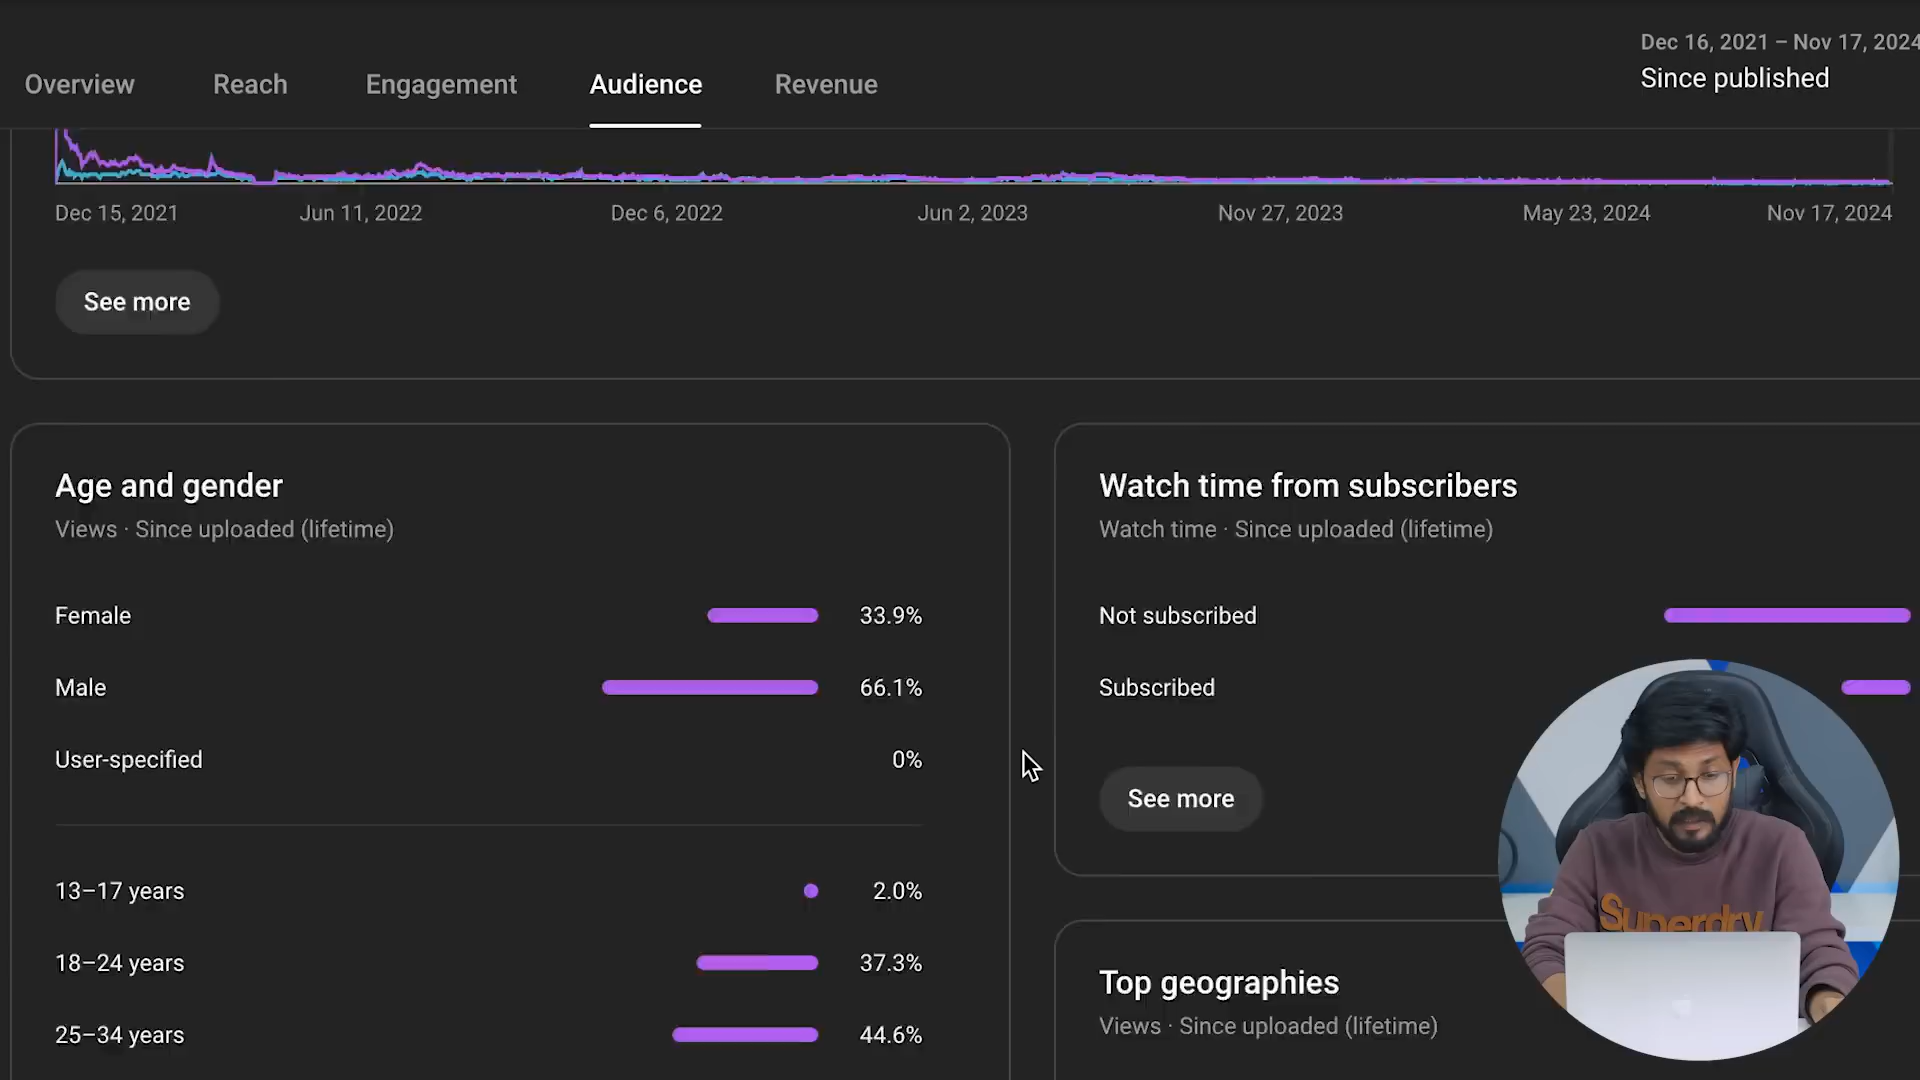 Dec 16, 2021 – Nov 17, 2024
Overview Reach Engagement Audience Revenue
Since published
Dec 15, 2021 Jun 11, 2022 Dec 6, 2022 Jun 2, 2023 Nov 27, 2023 May 23, 2024 Nov 17, 2024
See more
Age and gender
Views · Since uploaded (lifetime)
Female 33.9%
Male 66.1%
User-specified 0%
13–17 years 2.0%
18–24 years 37.3%
25–34 years 44.6%
Watch time from subscribers
Watch time · Since uploaded (lifetime)
Not subscribed
Subscribed
See more
Top geographies
Views · Since uploaded (lifetime)
Superdry